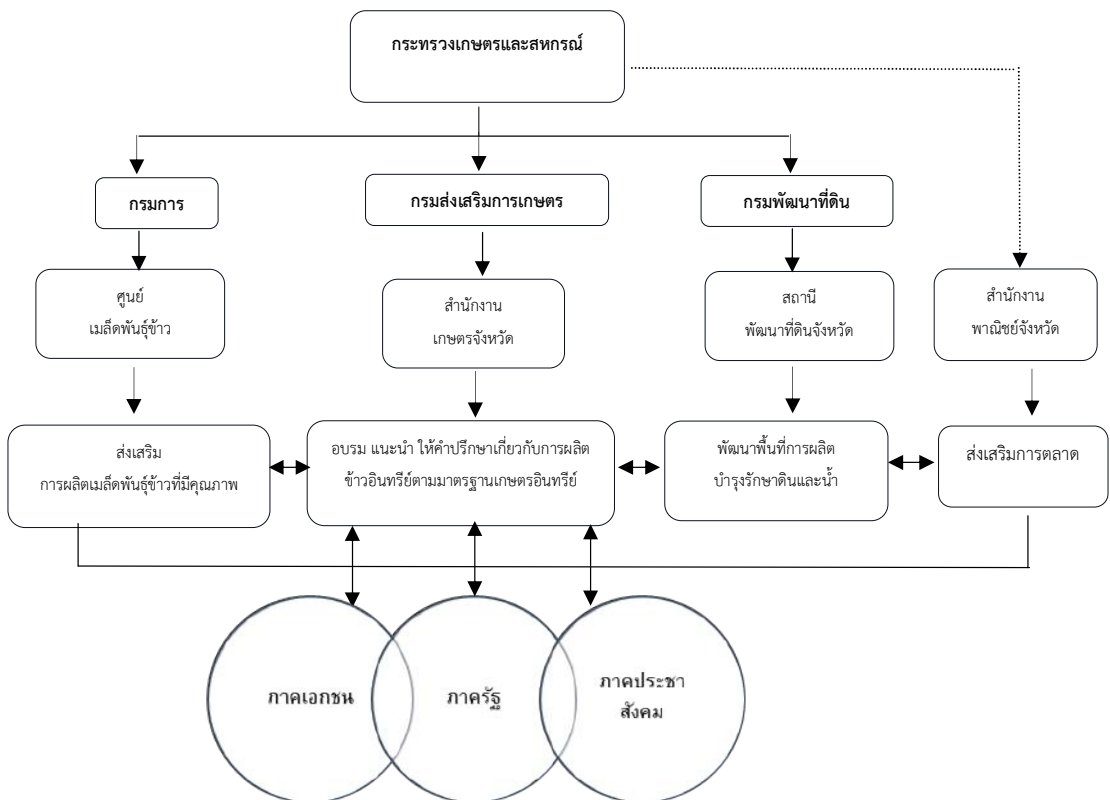 กระทรวงเกษตรและสหกรณ์
กรมการ
กรมส่งเสริมการเกษตร
กรมพัฒนาที่ดิน
ศูนย์
เมล็ดพันธุ์ข้าว
สำนักงาน
เกษตรจังหวัด
สถานี
พัฒนาที่ดินจังหวัด
สำนักงาน
พาณิชย์จังหวัด
ส่งเสริม
การผลิตเมล็ดพันธุ์ข้าวที่มีคุณภาพ
อบรม แนะนำ ให้คำปรึกษาเกี่ยวกับการผลิต
ข้าวอินทรีย์ตามมาตรฐานเกษตรอินทรีย์
พัฒนาพื้นที่การผลิต
บำรุงรักษาดินและน้ำ
ส่งเสริมการตลาด
ภาคเอกชน
ภาครัฐ
ภาคประชา
สังคม